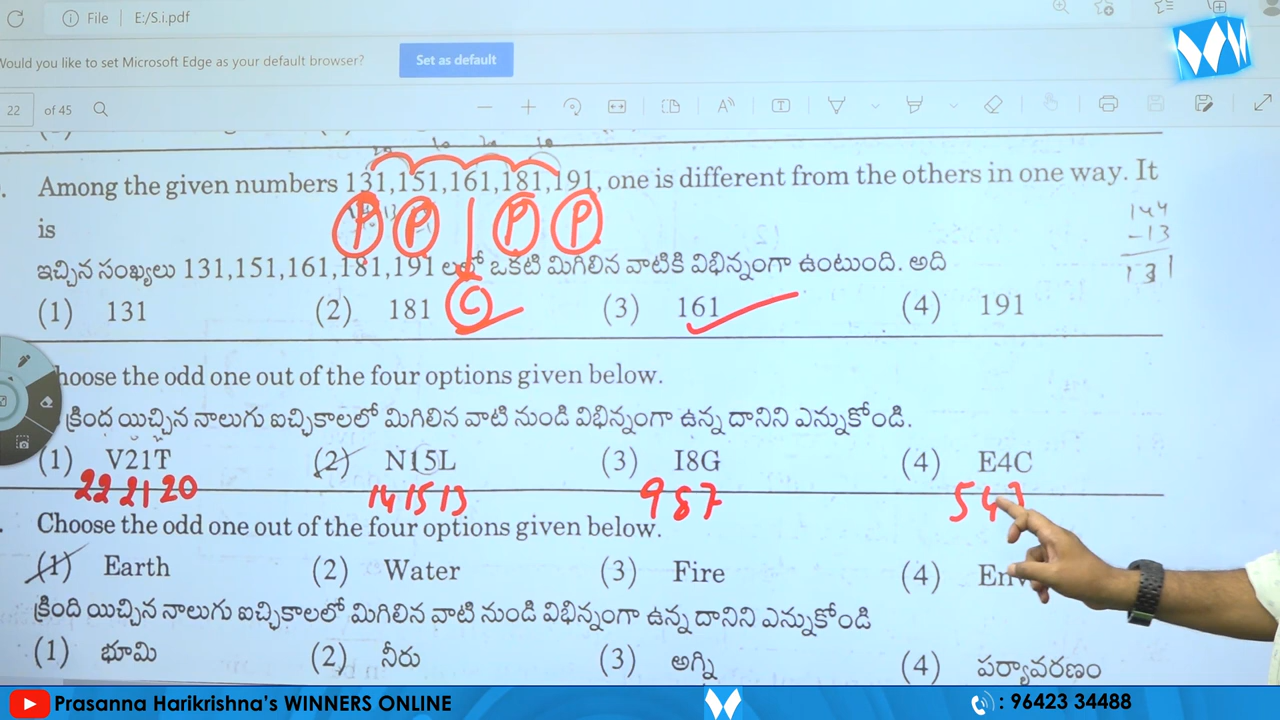 File | E:/S.i.pdf
Would you like to set Microsoft Edge as your default browser? Set as default
22 of 45
Among the given numbers 131,151,161,181,191, one is different from the others in one way. It
P P P P
is
144
-13
131
ఇచ్చిన సంఖ్యలు 131,151,161,181,191 లలో ఒకటి మిగిలిన వాటికి విభిన్నంగా ఉంటుంది. అది
(1) 131 (2) 181 C (3) 161 (4) 191
hoose the odd one out of the four options given below.
క్రింద యిచ్చిన నాలుగు ఐచ్ఛికాలలో మిగిలిన వాటి నుండి విభిన్నంగా ఉన్న దానిని ఎన్నుకోండి.
(1) V21T (2) N15L (3) I8G (4) E4C
22 21 20 14 15 13 9 8 7 5 4 3
Choose the odd one out of the four options given below.
(1) Earth (2) Water (3) Fire (4)
క్రింది యిచ్చిన నాలుగు ఐచ్ఛికాలలో మిగిలిన వాటి నుండి విభిన్నంగా ఉన్న దానిని ఎన్నుకోండి
(1) భూమి (2) నీరు (3) అగ్ని (4) పర్యావరణం
Prasanna Harikrishna's WINNERS ONLINE : 96423 34488